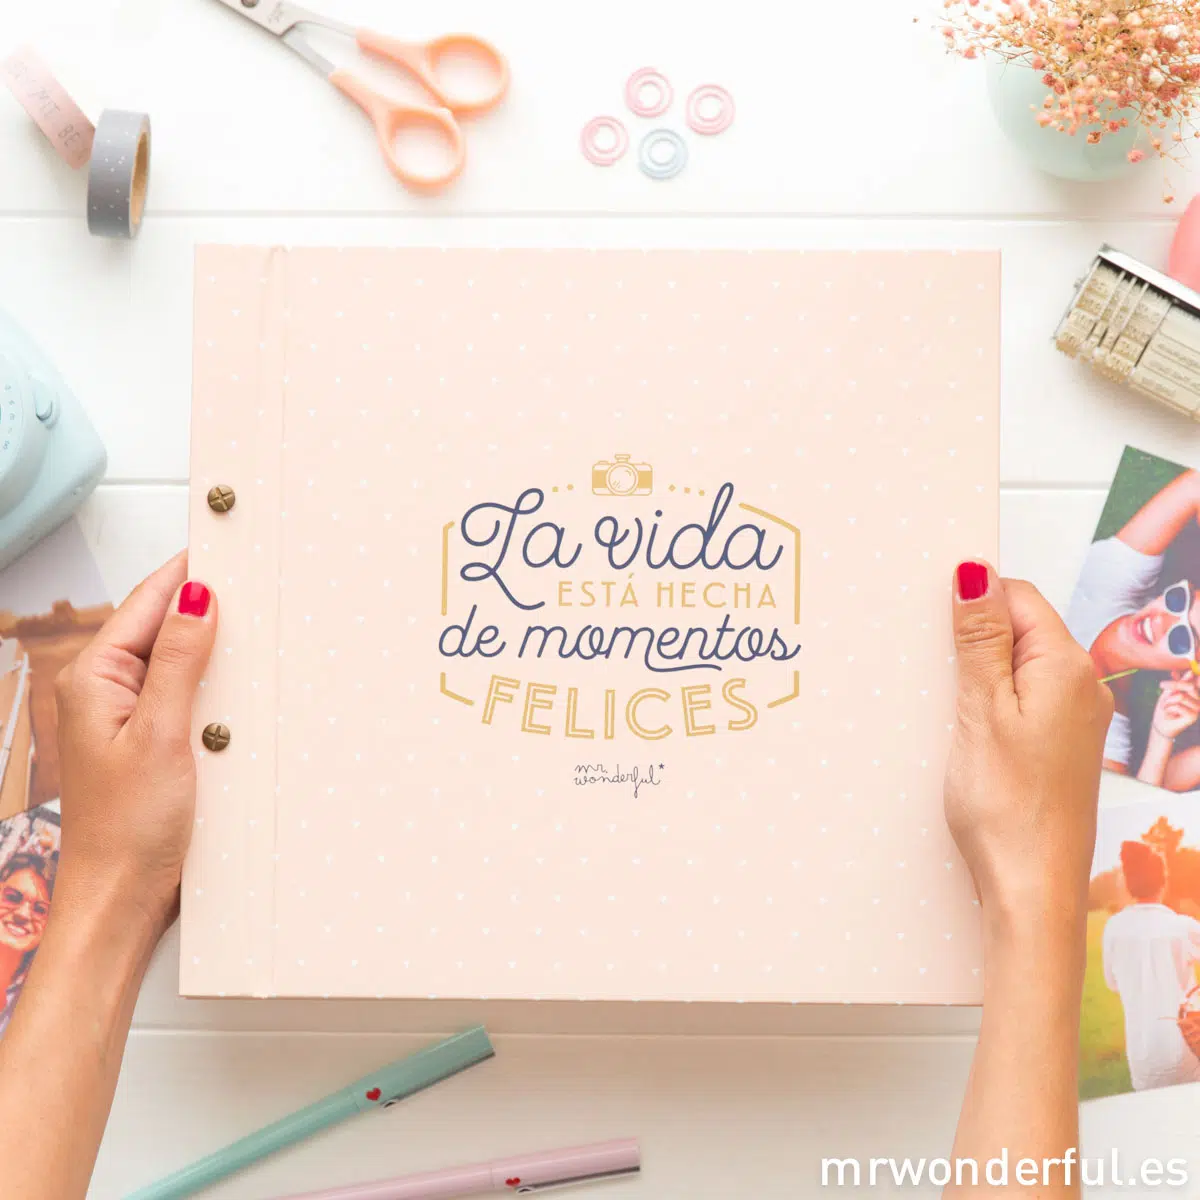 La vida
ESTÁ HECHA
de momentos
FELICES
mr.
wonderful*
mrwonderful.es